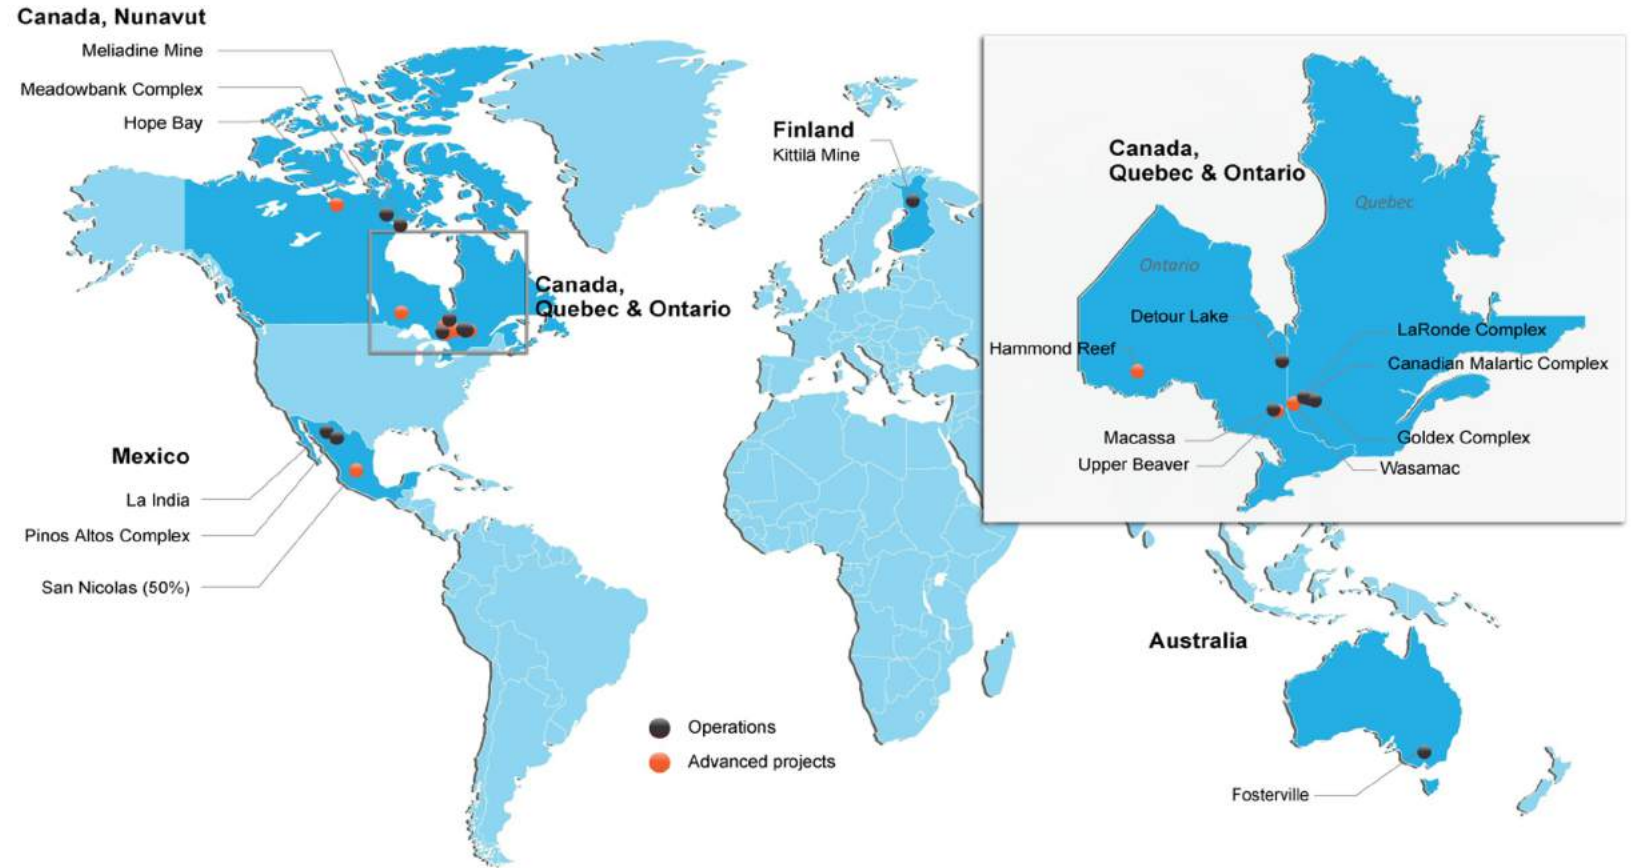 Canada, Nunavut
Meliadine Mine
Meadowbank Complex
Hope Bay
Finland
Kittilä Mine
Canada,
Quebec & Ontario
Mexico
La India
Pinos Altos Complex
San Nicolas (50%)
Operations
Advanced projects
Canada,
Quebec & Ontario
Quebec
Ontario
Detour Lake
Hammond Reef
LaRonde Complex
Canadian Malartic Complex
Macassa
Upper Beaver
Goldex Complex
Wasamac
Australia
Fosterville